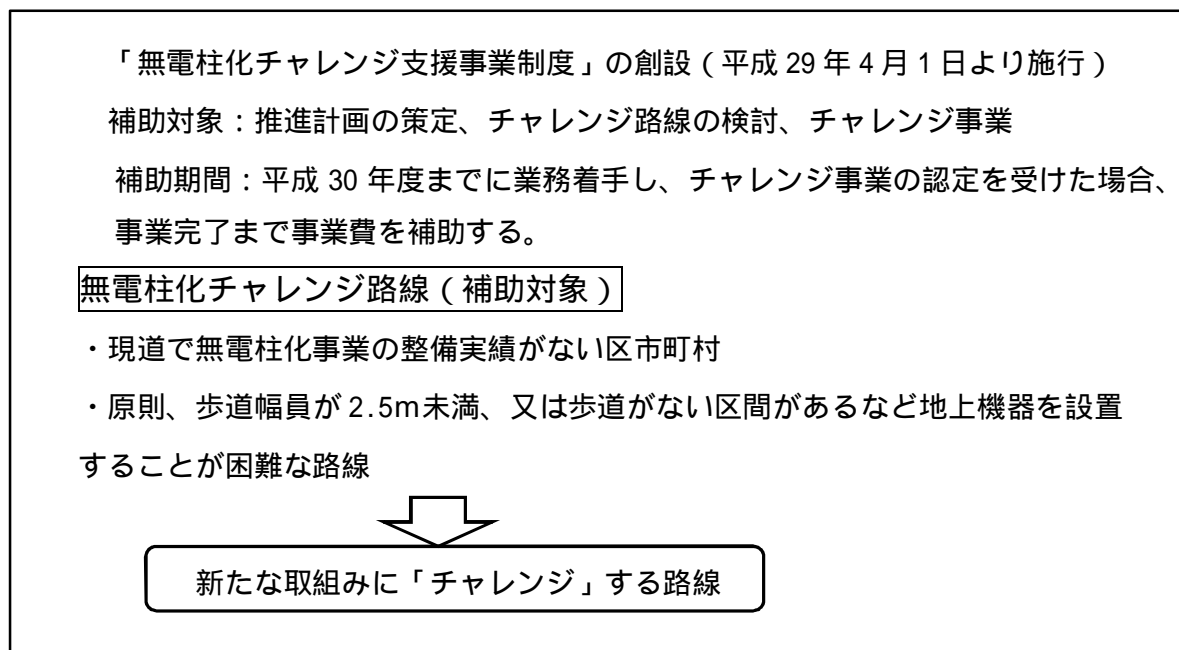 「無電柱化チャレンジ支援事業制度」の創設(平成 29 年 4 月 1 日より施行)
補助対象:推進計画の策定、チャレンジ路線の検討、チャレンジ事業
補助期間:平成 30 年度までに業務着手し、チャレンジ事業の認定を受けた場合、
事業完了まで事業費を補助する。
無電柱化チャレンジ路線(補助対象)
・現道で無電柱化事業の整備実績がない区市町村
・原則、歩道幅員が 2.5m未満、又は歩道がない区間があるなど地上機器を設置
することが困難な路線
新たな取組みに「チャレンジ」する路線